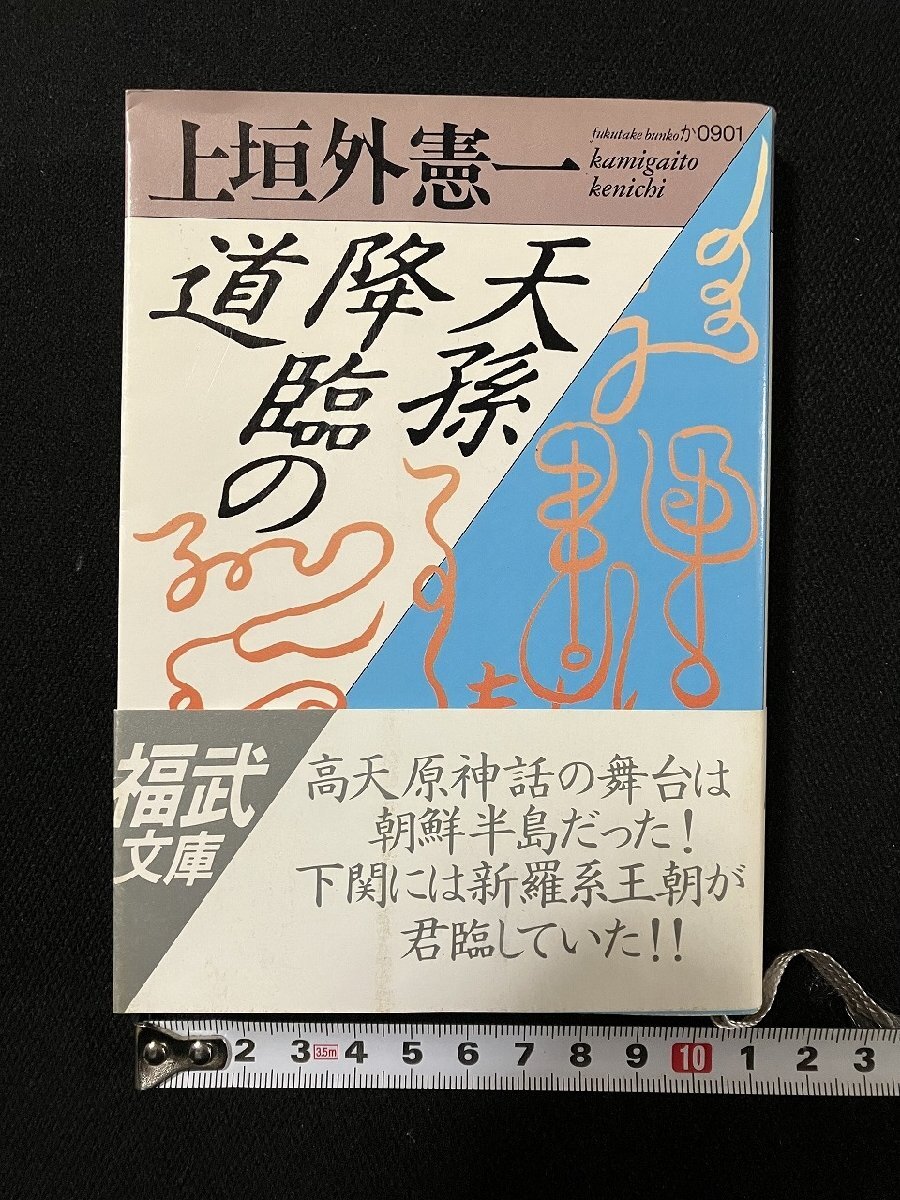 上垣外憲一
fukutake bunko か0901
kamigaito
kenichi
天孫
降臨の
道
福武
文庫
高天原神話の舞台は
朝鮮半島だった!
下関には新羅系王朝が
君臨していた!!
2 3 3.5m 4 5 6 7 8 9 10 1 2 3